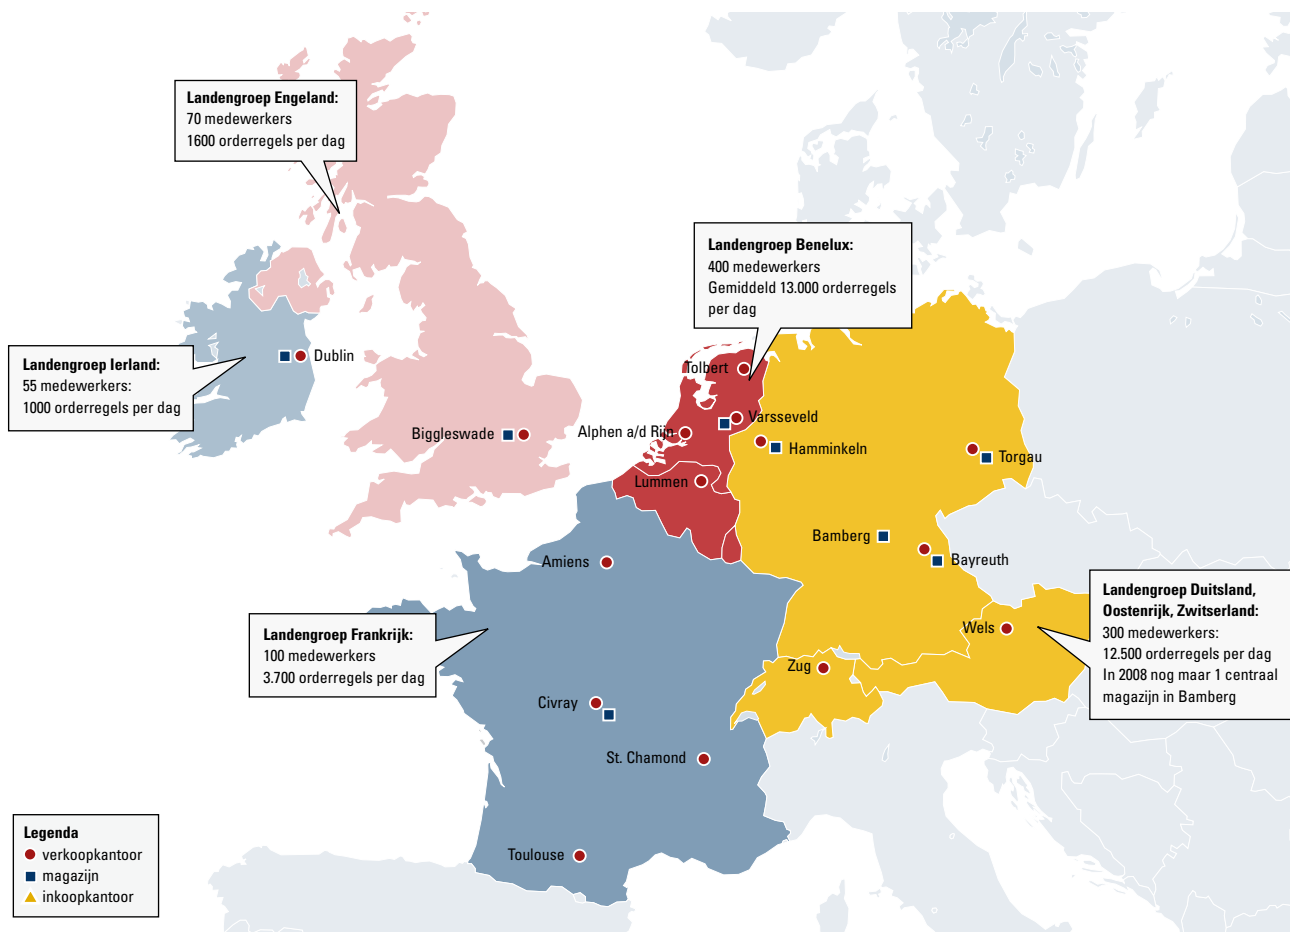 Landengroep Engeland:
70 medewerkers
1600 orderregels per dag
Landengroep Benelux:
400 medewerkers
Gemiddeld 13.000 orderregels
per dag
Landengroep Ierland:
55 medewerkers:
1000 orderregels per dag
Dublin
Biggleswade
Tolbert
Varsseveld
Alphen a/d Rijn
Hamminkeln
Torgau
Lummen
Bamberg
Bayreuth
Amiens
Landengroep Duitsland,
Oostenrijk, Zwitserland:
300 medewerkers:
12.500 orderregels per dag
In 2008 nog maar 1 centraal
magazijn in Bamberg
Wels
Landengroep Frankrijk:
100 medewerkers
3.700 orderregels per dag
Zug
Civray
St. Chamond
Toulouse
Legenda
verkoopkantoor
magazijn
inkoopkantoor